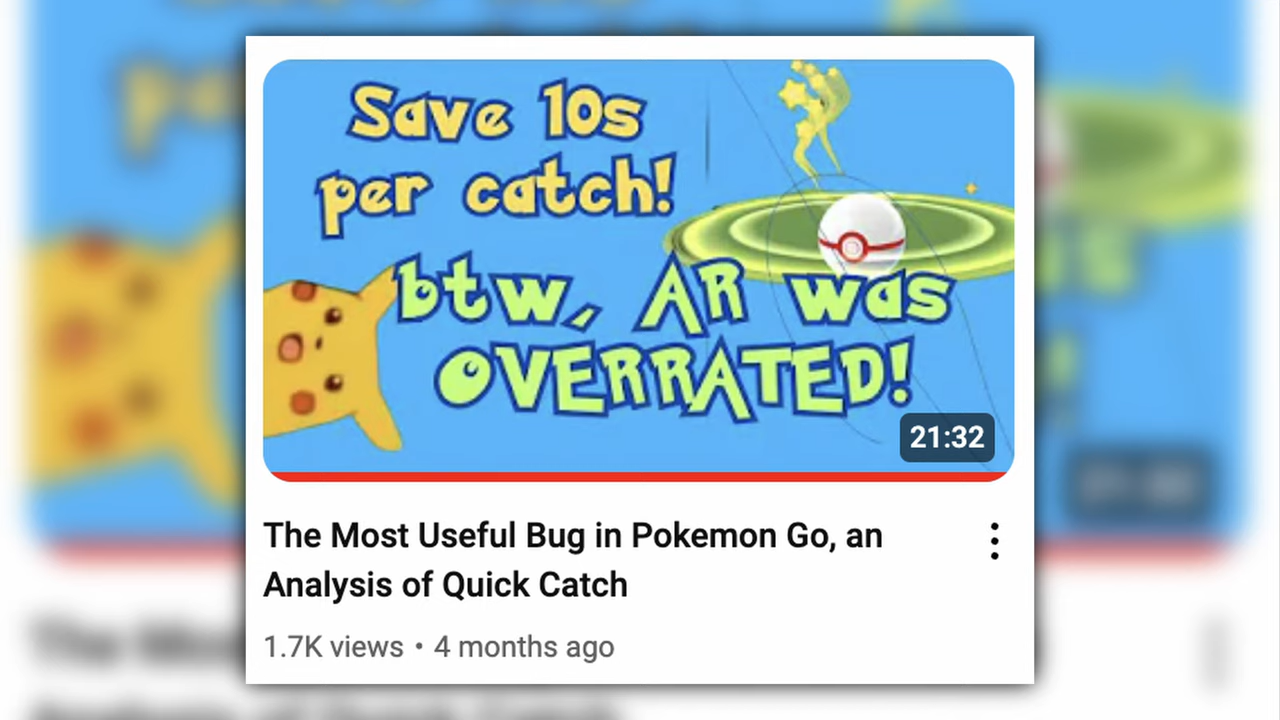 Save 10s
per catch!
btw, AR was
OVERRATED!
21:32
The Most Useful Bug in Pokemon Go, an
Analysis of Quick Catch
1.7K views • 4 months ago